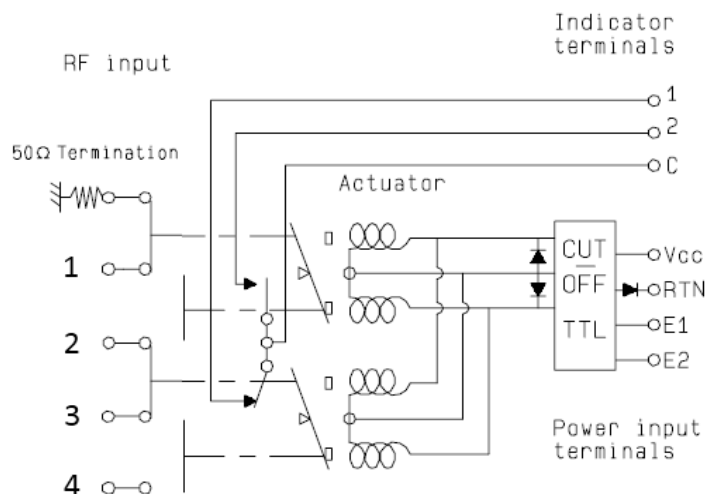 Indicator
terminals
RF input
1
2
50Ω Termination
C
Actuator
1
CUT
OFF
TTL
Vcc
RTN
E1
E2
2
3
4
Power input
terminals